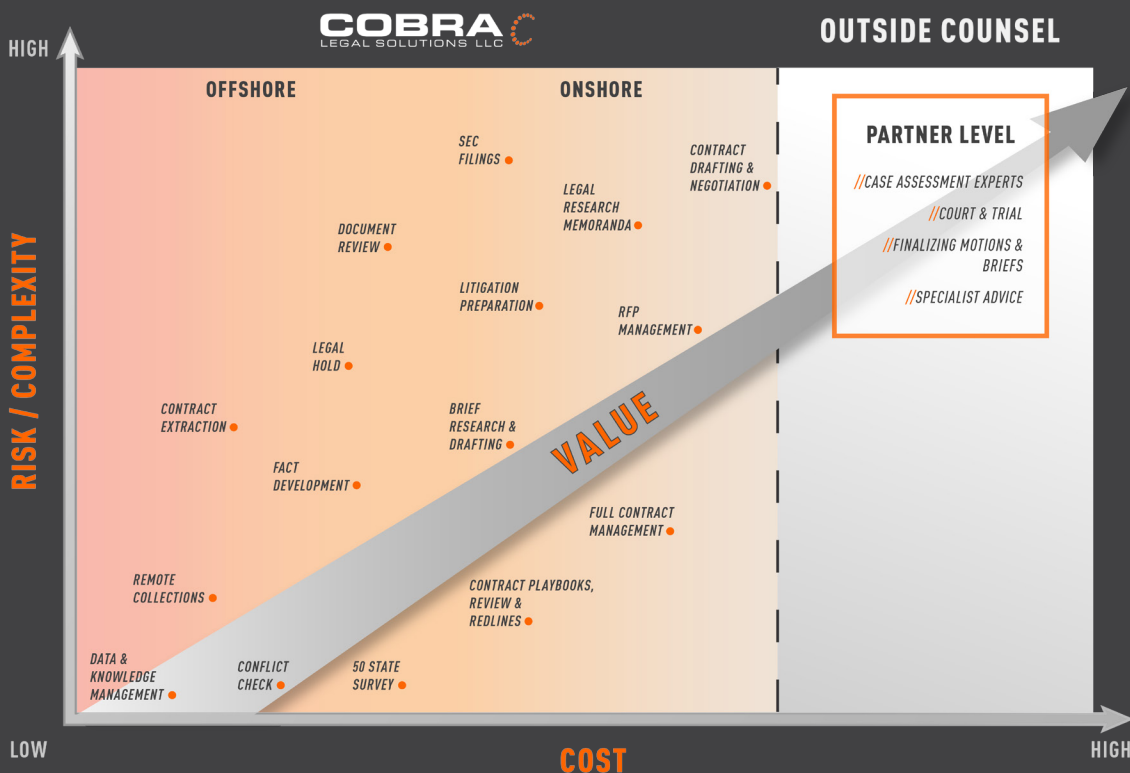 COBRA
LEGAL SOLUTIONS LLC
OUTSIDE COUNSEL
HIGH
OFFSHORE
ONSHORE
PARTNER LEVEL
//CASE ASSESSMENT EXPERTS
//COURT & TRIAL
//FINALIZING MOTIONS &
BRIEFS
//SPECIALIST ADVICE
SEC
FILINGS
CONTRACT
DRAFTING &
NEGOTIATION
LEGAL
RESEARCH
MEMORANDA
DOCUMENT
REVIEW
LITIGATION
PREPARATION
RFP
MANAGEMENT
LEGAL
HOLD
CONTRACT
EXTRACTION
BRIEF
RESEARCH &
DRAFTING
VALUE
FACT
DEVELOPMENT
FULL CONTRACT
MANAGEMENT
REMOTE
COLLECTIONS
CONTRACT PLAYBOOKS,
REVIEW &
REDLINES
DATA &
KNOWLEDGE
MANAGEMENT
CONFLICT
CHECK
50 STATE
SURVEY
RISK / COMPLEXITY
LOW
COST
HIGH